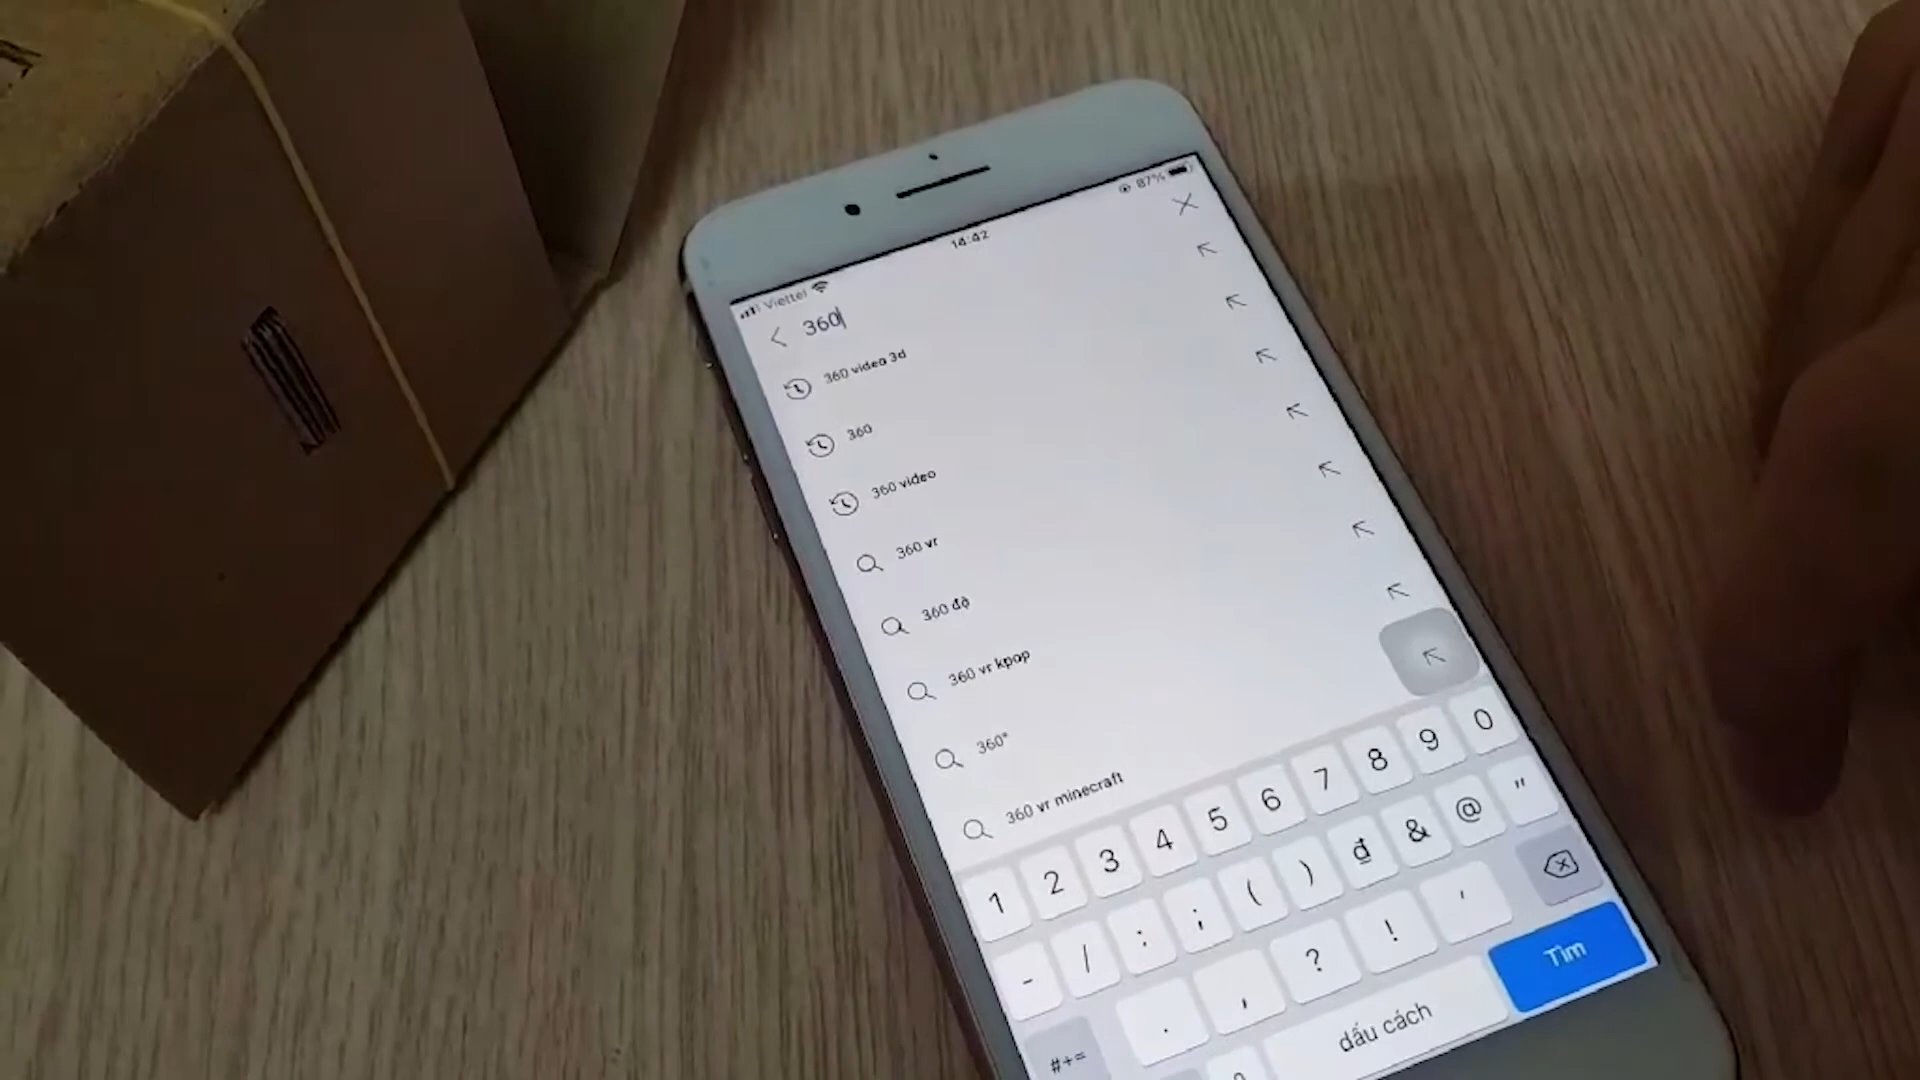 Viettel
14:42
87%
360
360 video 3d
360
360 video
360 vr
360 độ
360 vr kpop
360°
360 vr minecraft
1 2 3 4 5 6 7 8 9 0
- / : ; ( ) ₫ & @ "
#+= . , ? ! '
dấu cách
Tìm